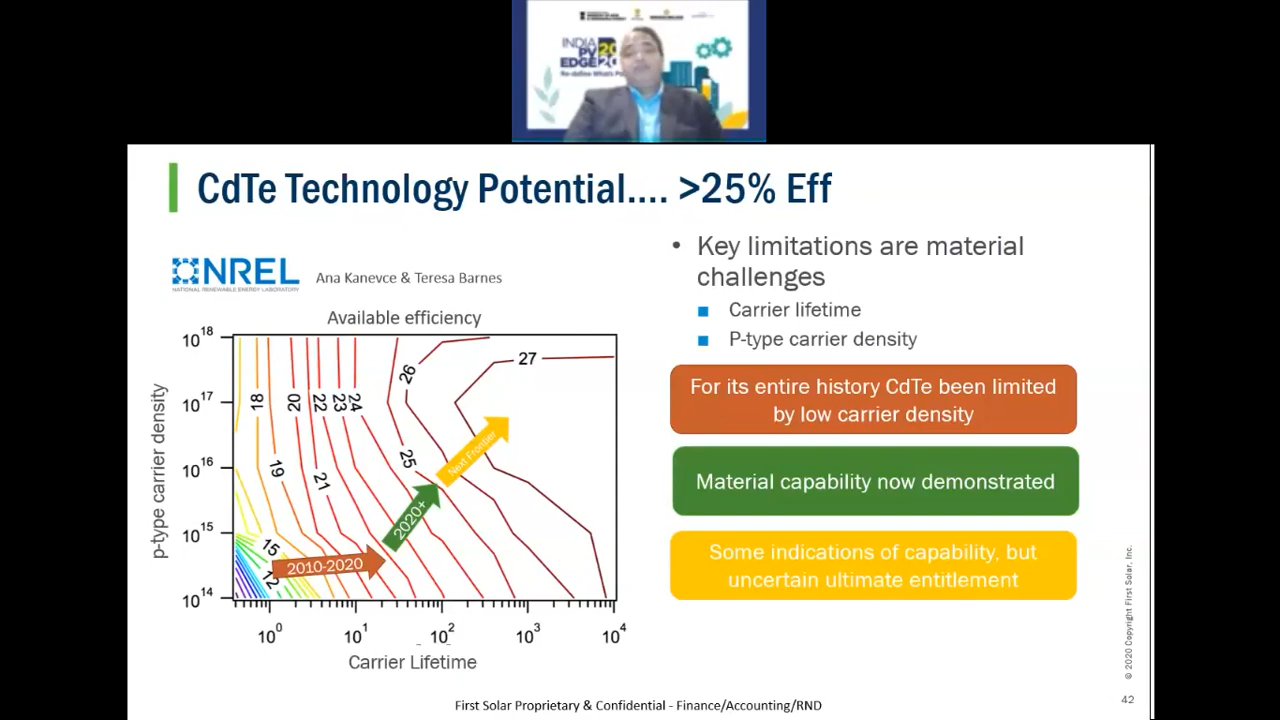 INDIA
PV
EDGE
CdTe Technology Potential.... >25% Eff
NREL
NATIONAL RENEWABLE ENERGY LABORATORY
Ana Kanevce & Teresa Barnes
Available efficiency
p-type carrier density
10^18
10^17
10^16
10^15
10^14
18
20
22
23
24
26
27
19
21
25
15
12
2010-2020
2020+
Next Frontier
10^0
10^1
10^2
10^3
10^4
Carrier Lifetime
• Key limitations are material
challenges
■ Carrier lifetime
■ P-type carrier density
For its entire history CdTe been limited
by low carrier density
Material capability now demonstrated
Some indications of capability, but
uncertain ultimate entitlement
© 2020 Copyright First Solar, Inc.
42
First Solar Proprietary & Confidential - Finance/Accounting/RND